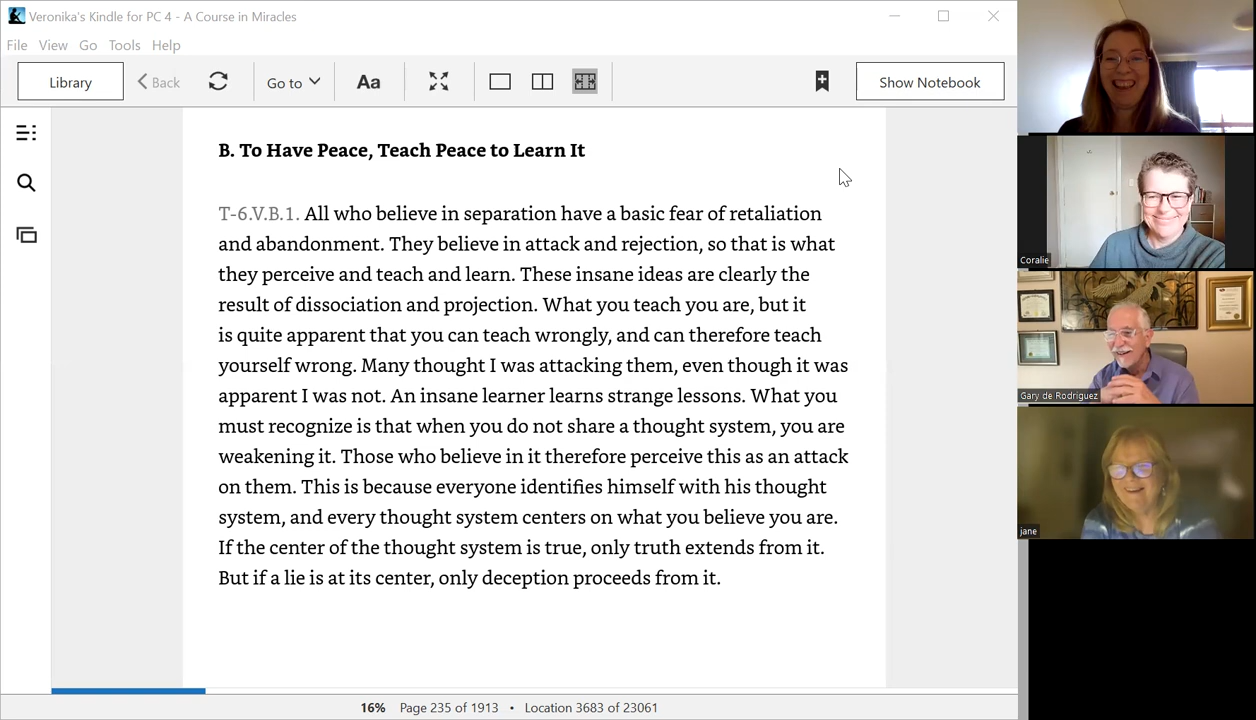 Veronika's Kindle for PC 4 - A Course in Miracles
File View Go Tools Help
Library Back Go to Aa Show Notebook
B. To Have Peace, Teach Peace to Learn It
T-6.V.B.1. All who believe in separation have a basic fear of retaliation
and abandonment. They believe in attack and rejection, so that is what
they perceive and teach and learn. These insane ideas are clearly the
result of dissociation and projection. What you teach you are, but it
is quite apparent that you can teach wrongly, and can therefore teach
yourself wrong. Many thought I was attacking them, even though it was
apparent I was not. An insane learner learns strange lessons. What you
must recognize is that when you do not share a thought system, you are
weakening it. Those who believe in it therefore perceive this as an attack
on them. This is because everyone identifies himself with his thought
system, and every thought system centers on what you believe you are.
If the center of the thought system is true, only truth extends from it.
But if a lie is at its center, only deception proceeds from it.
16% Page 235 of 1913 • Location 3683 of 23061
Coralie
Gary de Rodriguez
jane